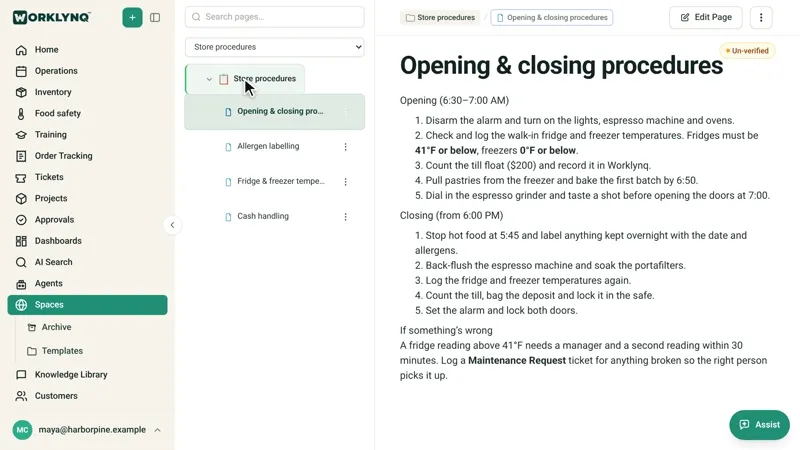 WORKLYNQ
Search pages...
Store procedures
Opening & closing procedures
Edit Page
Home
Operations
Inventory
Food safety
Training
Order Tracking
Tickets
Projects
Approvals
Dashboards
AI Search
Agents
Spaces
Archive
Templates
Knowledge Library
Customers
MC
maya@harborpine.example
Store procedures
Store procedures
Opening & closing pro...
Allergen labelling
Fridge & freezer tempe...
Cash handling
Un-verified
Opening & closing procedures
Opening (6:30–7:00 AM)
1. Disarm the alarm and turn on the lights, espresso machine and ovens.
2. Check and log the walk-in fridge and freezer temperatures. Fridges must be
41°F or below, freezers 0°F or below.
3. Count the till float ($200) and record it in Worklynq.
4. Pull pastries from the freezer and bake the first batch by 6:50.
5. Dial in the espresso grinder and taste a shot before opening the doors at 7:00.
Closing (from 6:00 PM)
1. Stop hot food at 5:45 and label anything kept overnight with the date and
allergens.
2. Back-flush the espresso machine and soak the portafilters.
3. Log the fridge and freezer temperatures again.
4. Count the till, bag the deposit and lock it in the safe.
5. Set the alarm and lock both doors.
If something's wrong
A fridge reading above 41°F needs a manager and a second reading within 30
minutes. Log a Maintenance Request ticket for anything broken so the right person
picks it up.
Assist